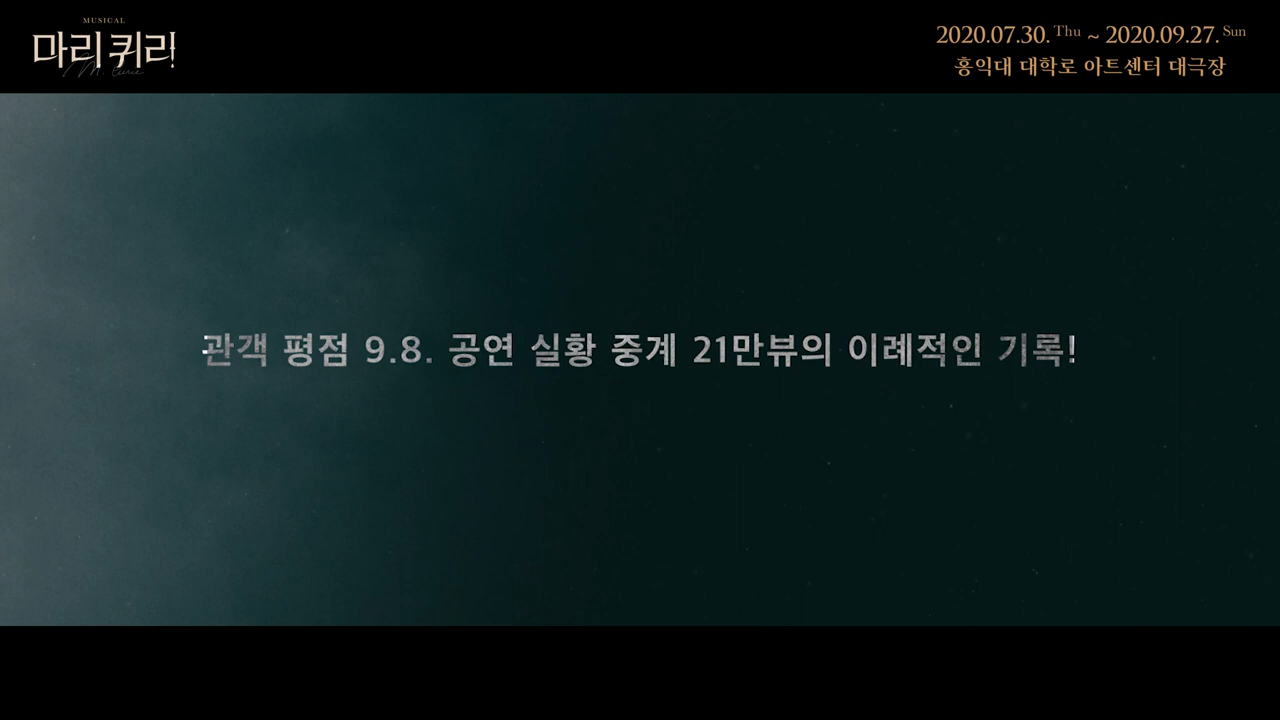 MUSICAL
마리 퀴리
M. Curie
2020.07.30. Thu ~ 2020.09.27. Sun
홍익대 대학로 아트센터 대극장
관객 평점 9.8. 공연 실황 중계 21만뷰의 이례적인 기록!